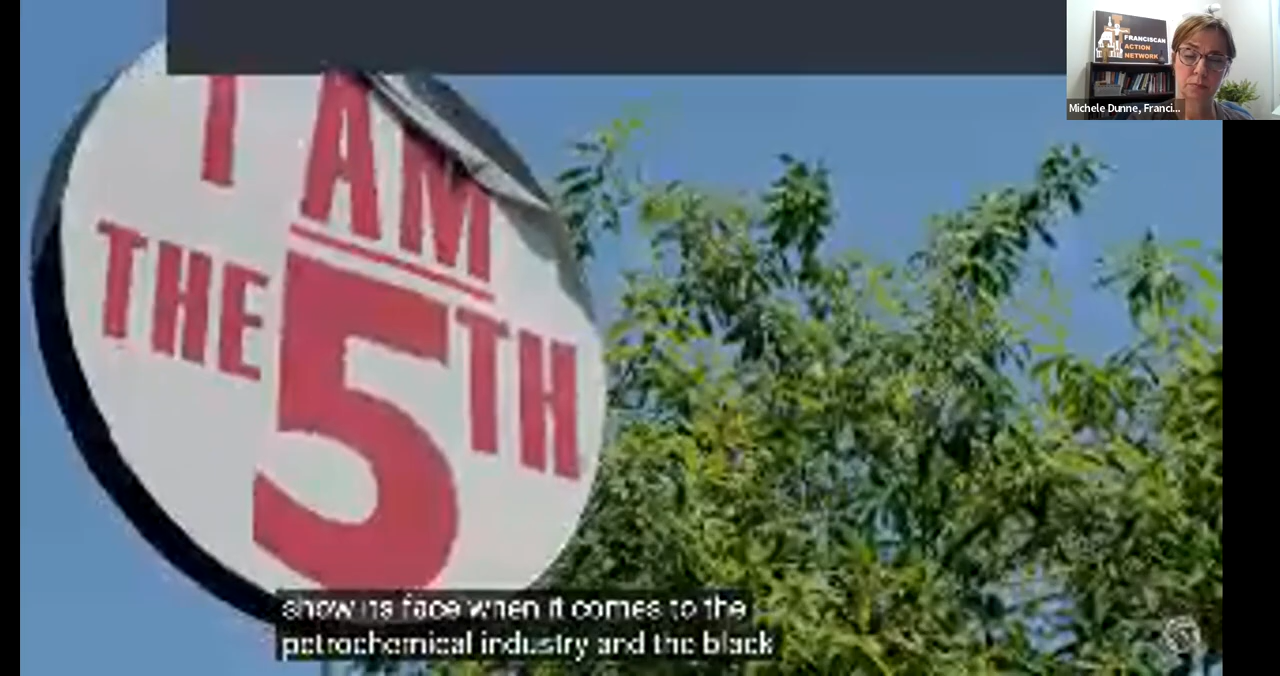 I AM
THE 5TH
FRANCISCAN
ACTION
NETWORK
Michele Dunne, Franci...
show its face when it comes to the
petrochemical industry and the black